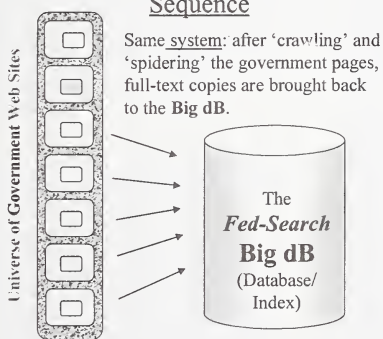 Sequence
Same system: after ‘crawling’ and
‘spidering’ the government pages,
full-text copies are brought back
to the Big dB.
Universe of Government Web Sites
The
Fed-Search
Big dB
(Database/
Index)